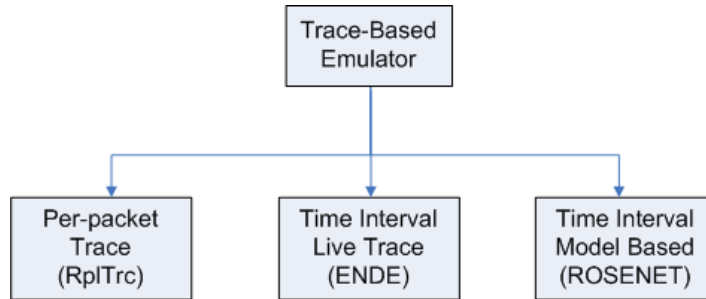 Trace-Based
Emulator
Per-packet
Trace
(RplTrc)
Time Interval
Live Trace
(ENDE)
Time Interval
Model Based
(ROSENET)